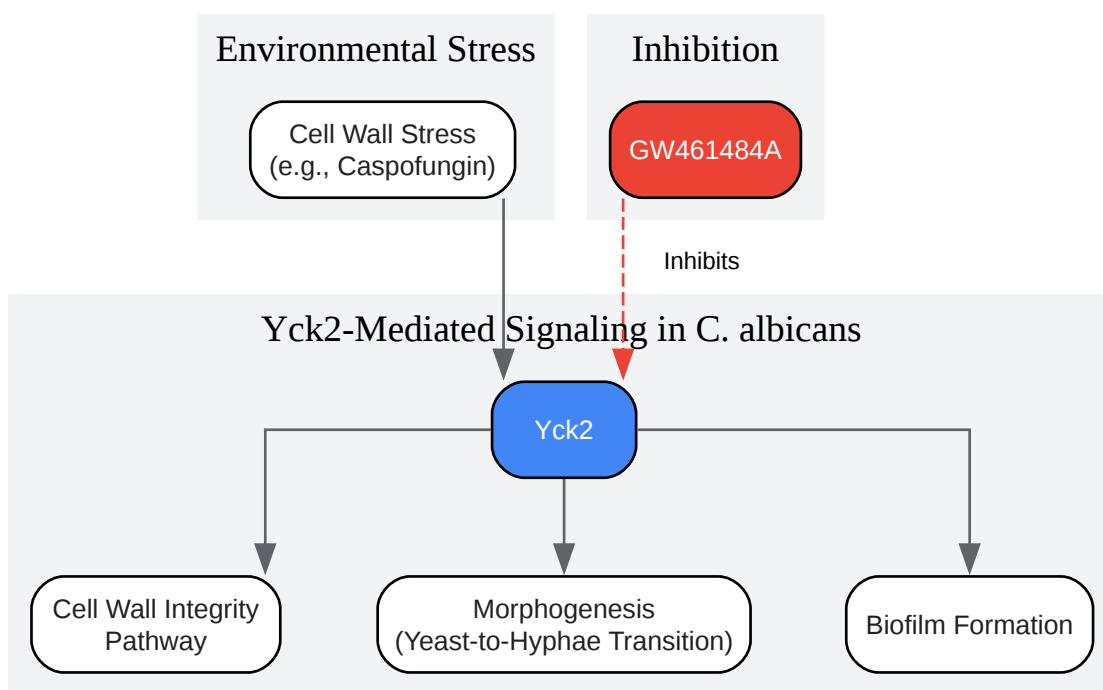 Environmental Stress
Inhibition
Cell Wall Stress
(e.g., Caspofungin)
GW461484A
Inhibits
Yck2-Mediated Signaling in C. albicans
Yck2
Cell Wall Integrity
Pathway
Morphogenesis
(Yeast-to-Hyphae Transition)
Biofilm Formation